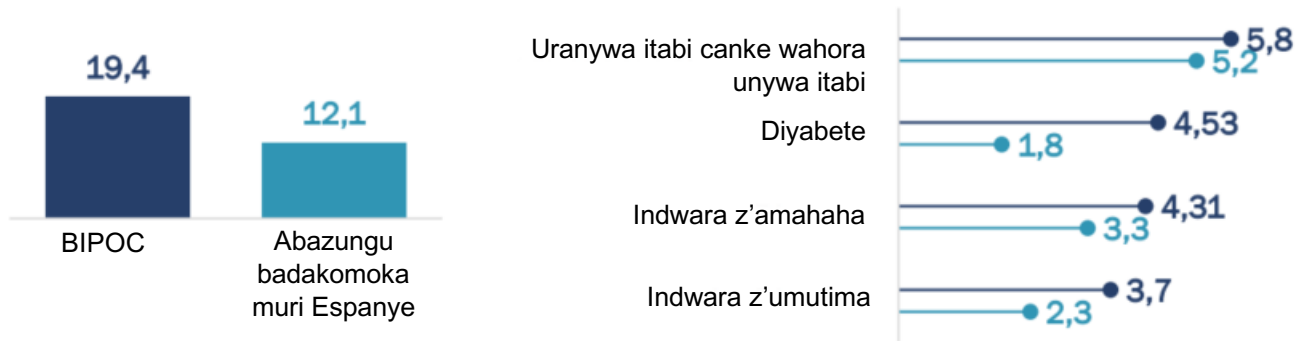 19,4
12,1
BIPOC
Abazungu
badakomoka
muri Espanye
Uranywa itabi canke wahora
unywa itabi
5,8
5,2
Diyabete
4,53
1,8
Indwara z’amahaha
4,31
3,3
Indwara z’umutima
3,7
2,3